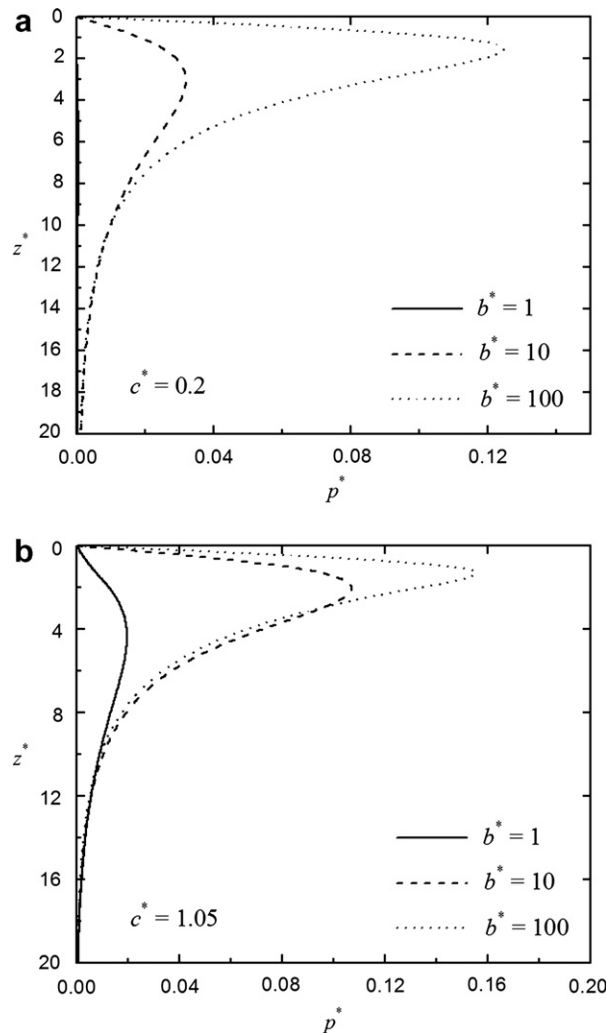 a
0
2
4
6
8
10
12
14
16
18
20
z*
b* = 1
b* = 10
b* = 100
c* = 0.2
0.00 0.04 0.08 0.12
p*
b
0
4
8
12
16
20
z*
b* = 1
b* = 10
b* = 100
c* = 1.05
0.00 0.04 0.08 0.12 0.16 0.20
p*